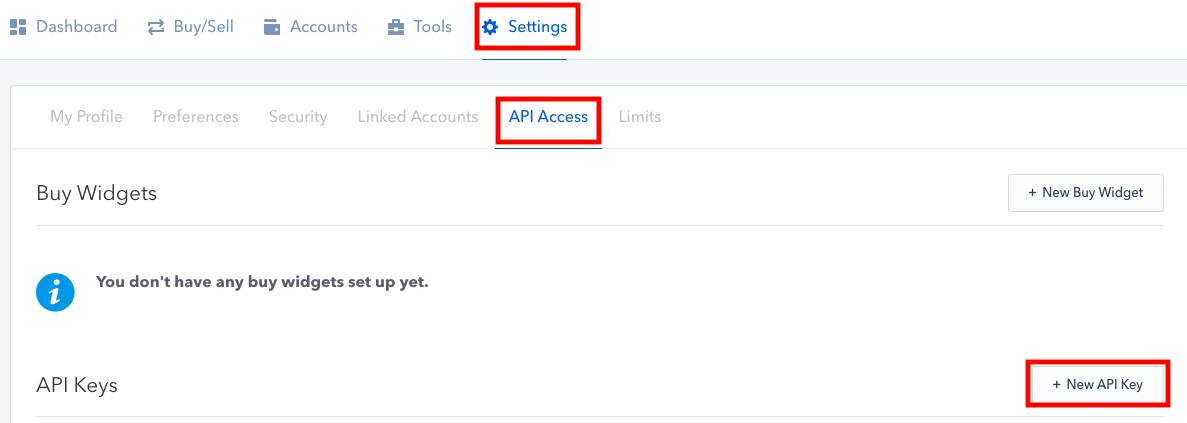 Dashboard Buy/Sell Accounts Tools Settings
My Profile Preferences Security Linked Accounts API Access Limits
Buy Widgets + New Buy Widget
i You don't have any buy widgets set up yet.
API Keys + New API Key